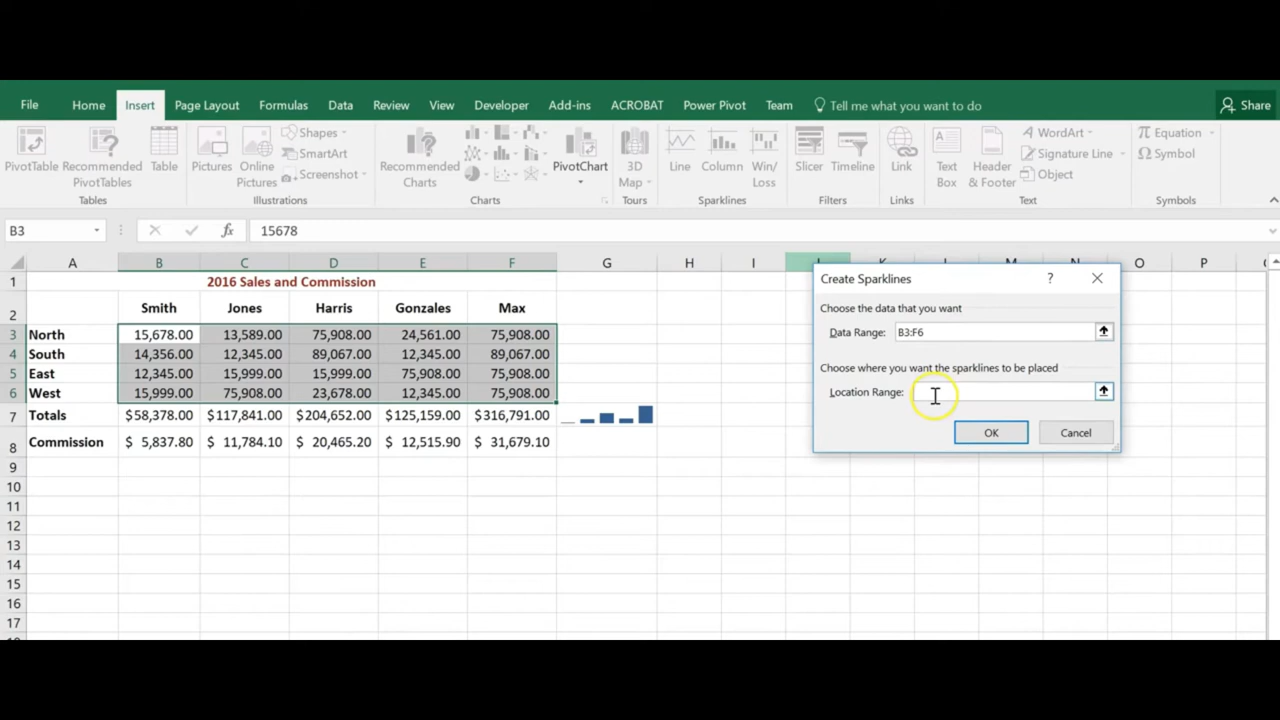 File Home Insert Page Layout Formulas Data Review View Developer Add-ins ACROBAT Power Pivot Team Tell me what you want to do Share
PivotTable Recommended PivotTables Table Pictures Online Pictures Shapes SmartArt Screenshot Recommended Charts PivotChart 3D Map Line Column Win/ Loss Slicer Timeline Link Text Box Header & Footer WordArt Signature Line Object Equation Symbol
Tables Illustrations Charts Tours Sparklines Filters Links Text Symbols
B3 fx 15678
A B C D E F G H I N O P
1 2016 Sales and Commission
2 Smith Jones Harris Gonzales Max
3 North 15,678.00 13,589.00 75,908.00 24,561.00 75,908.00
4 South 14,356.00 12,345.00 89,067.00 12,345.00 89,067.00
5 East 12,345.00 15,999.00 15,999.00 75,908.00 75,908.00
6 West 15,999.00 75,908.00 23,678.00 12,345.00 75,908.00
7 Totals $58,378.00 $117,841.00 $204,652.00 $125,159.00 $316,791.00
8 Commission $ 5,837.80 $ 11,784.10 $ 20,465.20 $ 12,515.90 $ 31,679.10
9
10
11
12
13
14
15
16
17
Create Sparklines ?
Choose the data that you want
Data Range: B3:F6
Choose where you want the sparklines to be placed
Location Range:
OK Cancel